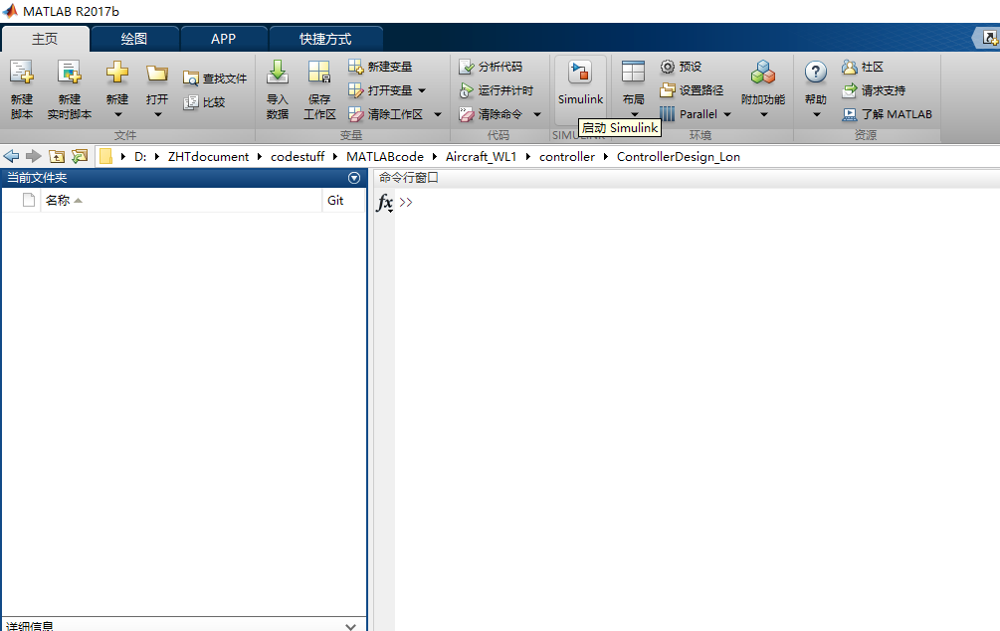 MATLAB R2017b
主页 绘图 APP 快捷方式
新建脚本 新建实时脚本 新建 打开 查找文件 比较
文件
导入数据 保存工作区 新建变量 打开变量 清除工作区
变量
分析代码 运行并计时 清除命令
代码
Simulink
启动 Simulink
布局 预设 设置路径 Parallel 附加功能
环境
帮助 社区 请求支持 了解 MATLAB
资源
D: ZHTdocument codestuff MATLABcode Aircraft_WL1 controller ControllerDesign_Lon
当前文件夹
名称 Git
命令行窗口
fx >>
详细信息